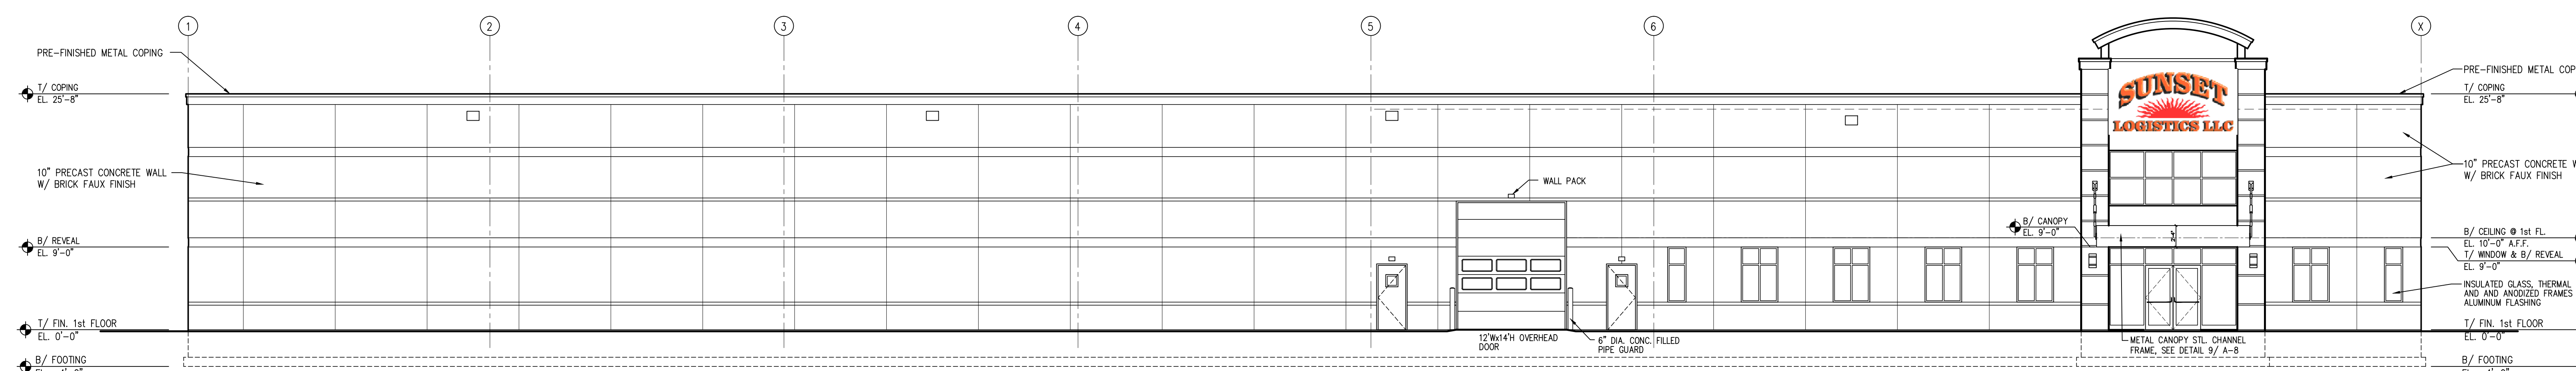 1
2
3
4
5
6
X
PRE-FINISHED METAL COPING
T/ COPING
EL. 25'-8"
10" PRECAST CONCRETE WALL
W/ BRICK FAUX FINISH
B/ REVEAL
EL. 9'-0"
T/ FIN. 1st FLOOR
EL. 0'-0"
B/ FOOTING
WALL PACK
12'Wx14'H OVERHEAD
DOOR
6" DIA. CONC. FILLED
PIPE GUARD
B/ CANOPY
EL. 9'-0"
SUNSET
LOGISTICS LLC
METAL CANOPY STL. CHANNEL
FRAME, SEE DETAIL 9/ A-8
PRE-FINISHED METAL COP
T/ COPING
EL. 25'-8"
10" PRECAST CONCRETE
W/ BRICK FAUX FINISH
B/ CEILING @ 1st FL.
EL. 10'-0" A.F.F.
T/ WINDOW & B/ REVEAL
EL. 9'-0"
INSULATED GLASS, THERMAL
AND AND ANODIZED FRAMES
ALUMINUM FLASHING
T/ FIN. 1st FLOOR
EL. 0'-0"
B/ FOOTING